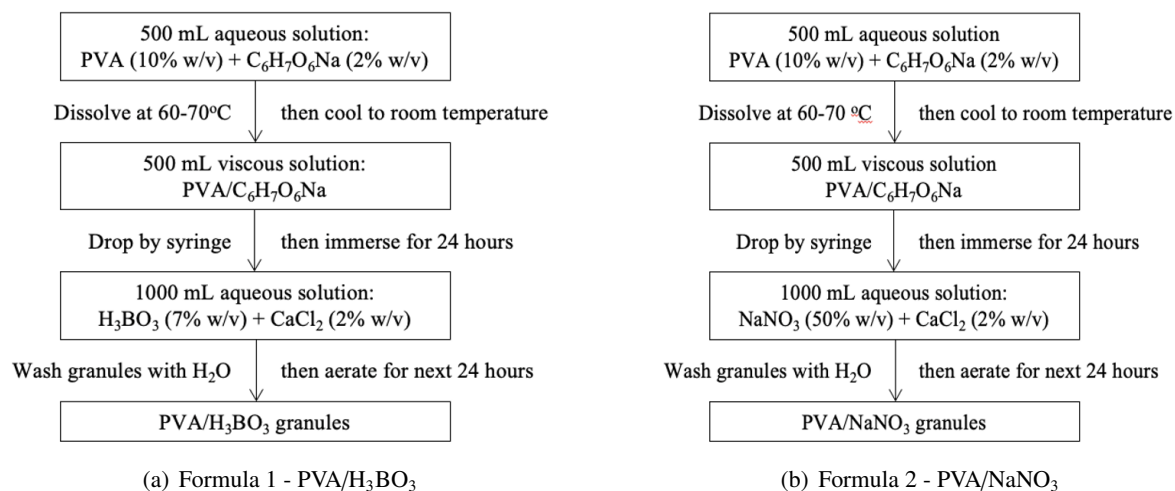 500 mL aqueous solution:
PVA (10% w/v) + C₆H₇O₆Na (2% w/v)
Dissolve at 60-70ºC then cool to room temperature
500 mL viscous solution:
PVA/C₆H₇O₆Na
Drop by syringe then immerse for 24 hours
1000 mL aqueous solution:
H₃BO₃ (7% w/v) + CaCl₂ (2% w/v)
Wash granules with H₂O then aerate for next 24 hours
PVA/H₃BO₃ granules
(a) Formula 1 - PVA/H₃BO₃
500 mL aqueous solution
PVA (10% w/v) + C₆H₇O₆Na (2% w/v)
Dissolve at 60-70 ºC then cool to room temperature
500 mL viscous solution
PVA/C₆H₇O₆Na
Drop by syringe then immerse for 24 hours
1000 mL aqueous solution:
NaNO₃ (50% w/v) + CaCl₂ (2% w/v)
Wash granules with H₂O then aerate for next 24 hours
PVA/NaNO₃ granules
(b) Formula 2 - PVA/NaNO₃